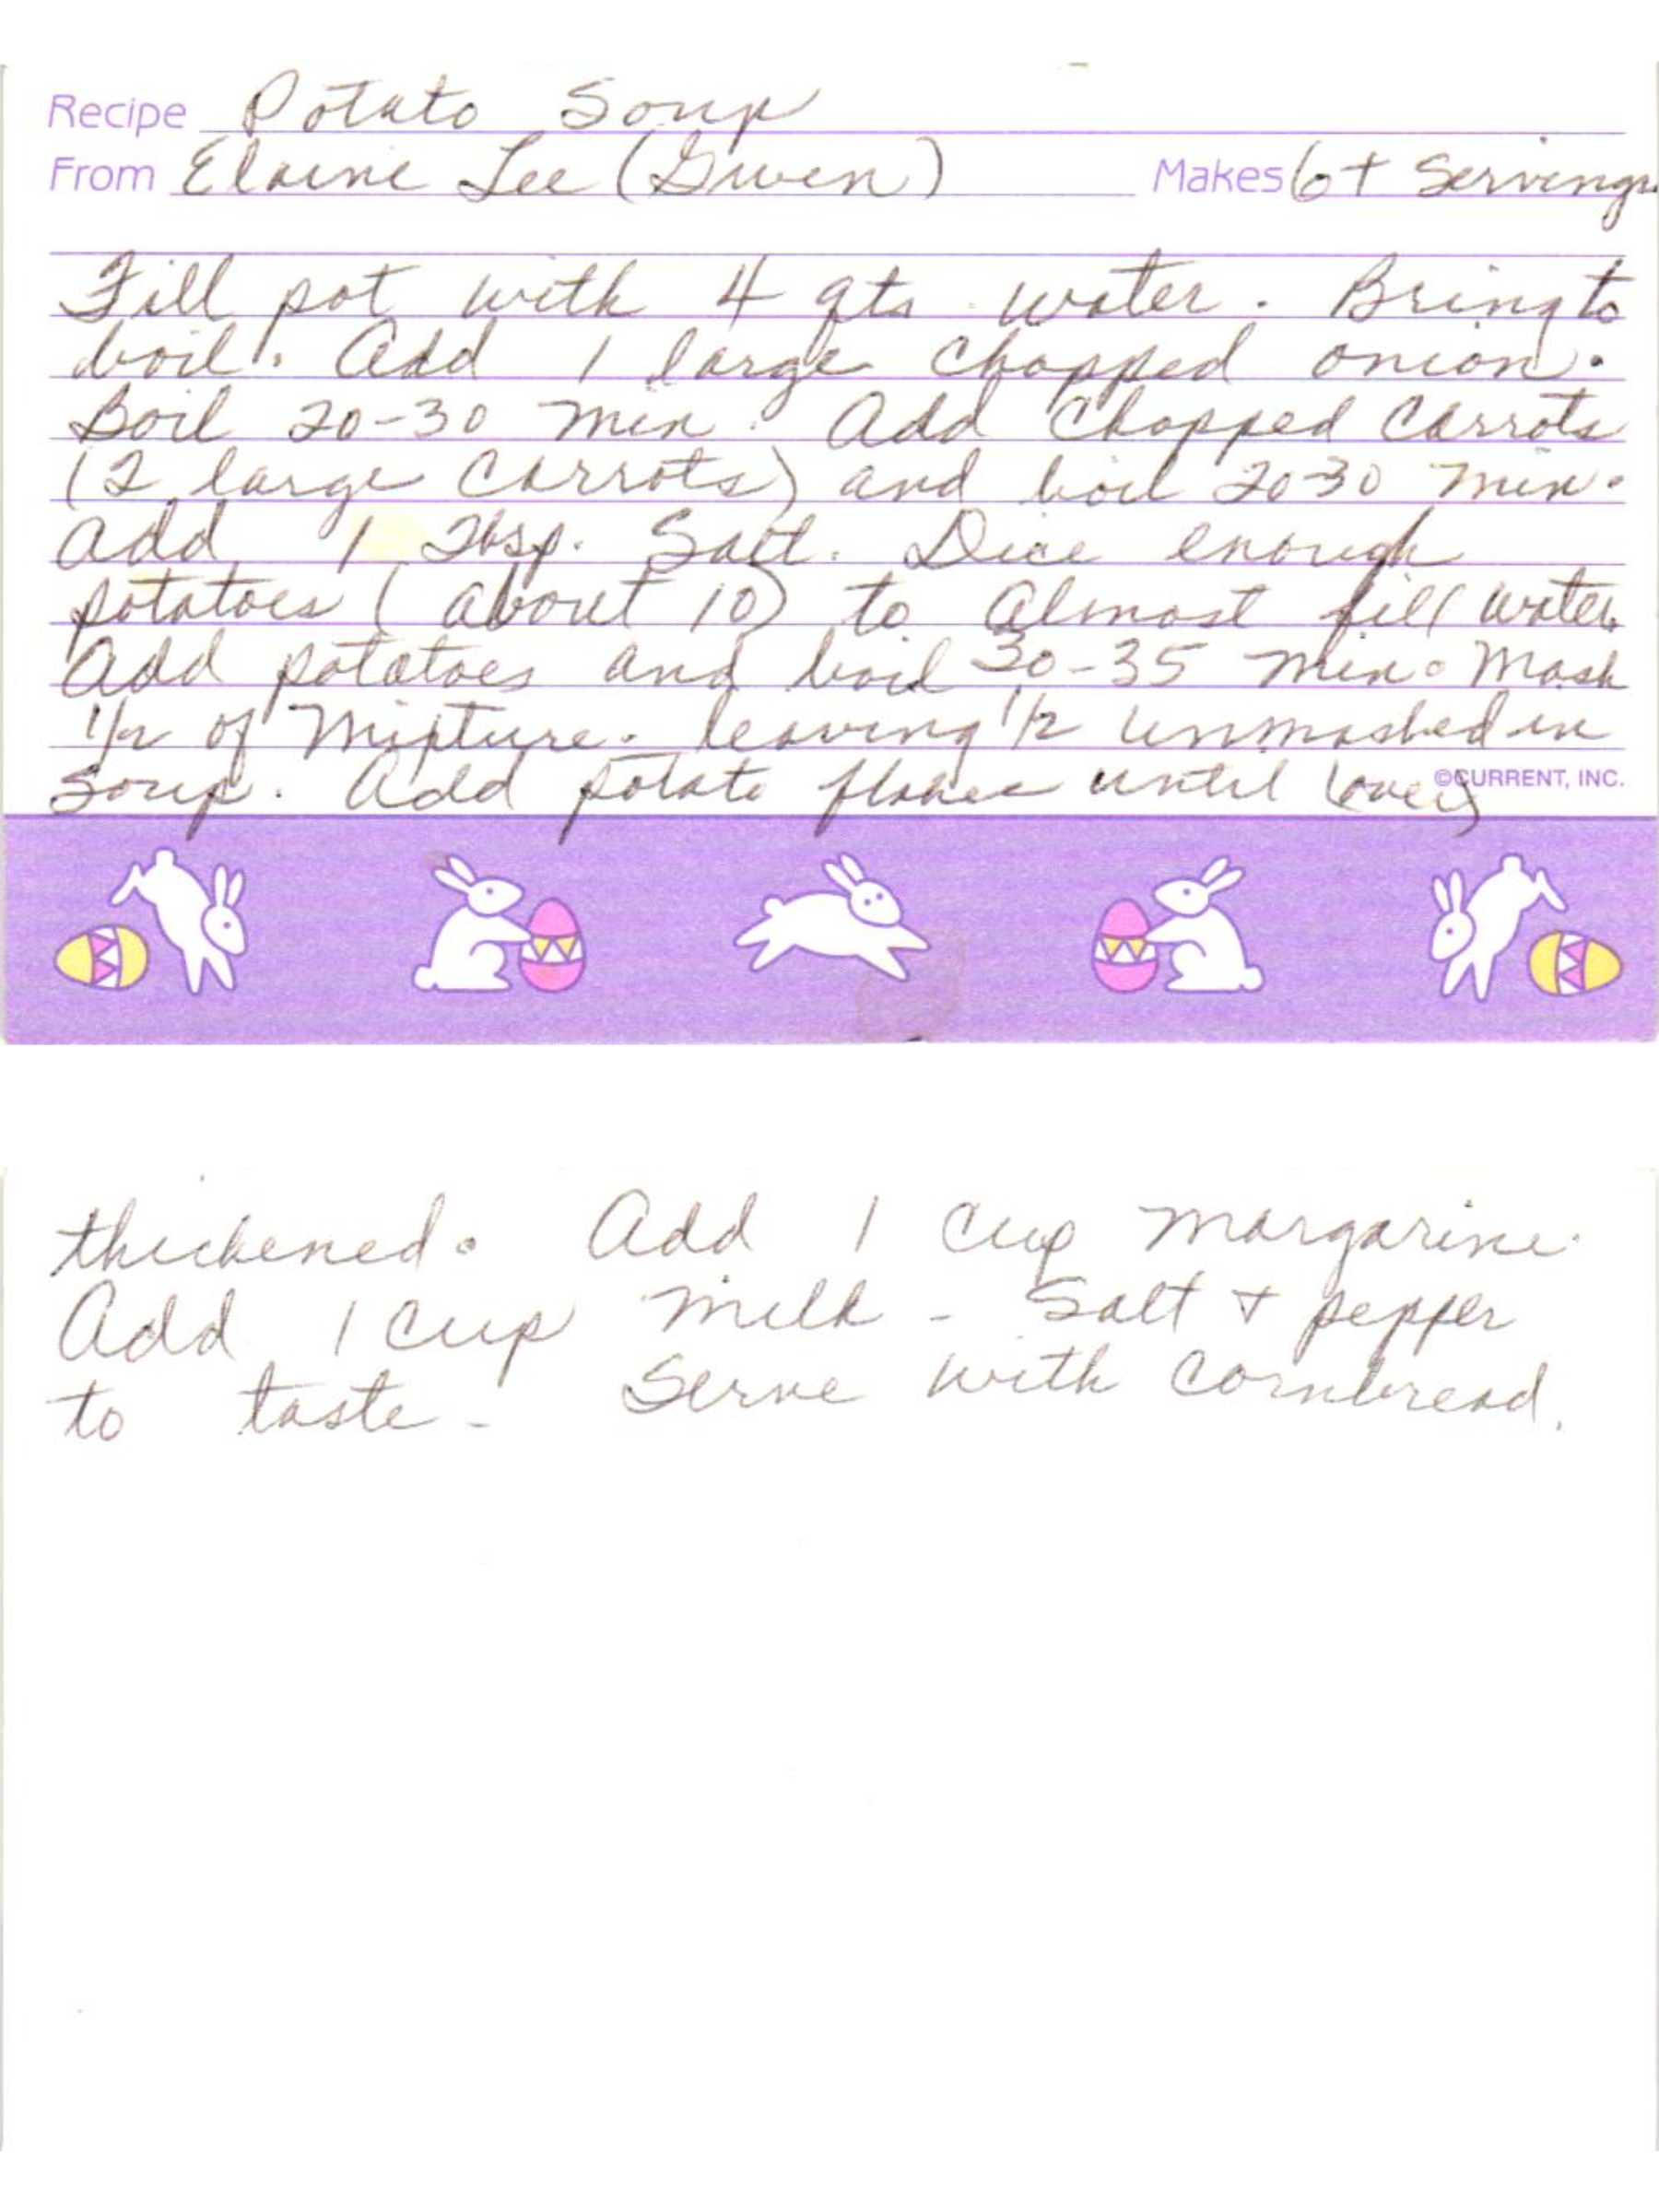 Recipe Potato Soup
From Elaine Lee (Gwen) Makes 6+ Servings
Fill pot with 4 qts water. Bring to
boil. Add 1 large chopped onion.
Boil 20-30 min. Add Chopped Carrots
(2 large Carrots) and boil 20-30 min.
Add 1 Tbsp. Salt. Dice enough
potatoes (about 10) to almost fill water.
Add potatoes and boil 30-35 min. Mash
1/2 of Mixture. leaving 1/2 unmashed in
soup. Add potato flakes until (over)
©CURRENT, INC.
thickened. Add 1 cup margarine.
Add 1 cup milk - Salt + pepper
to taste - Serve with Cornbread.